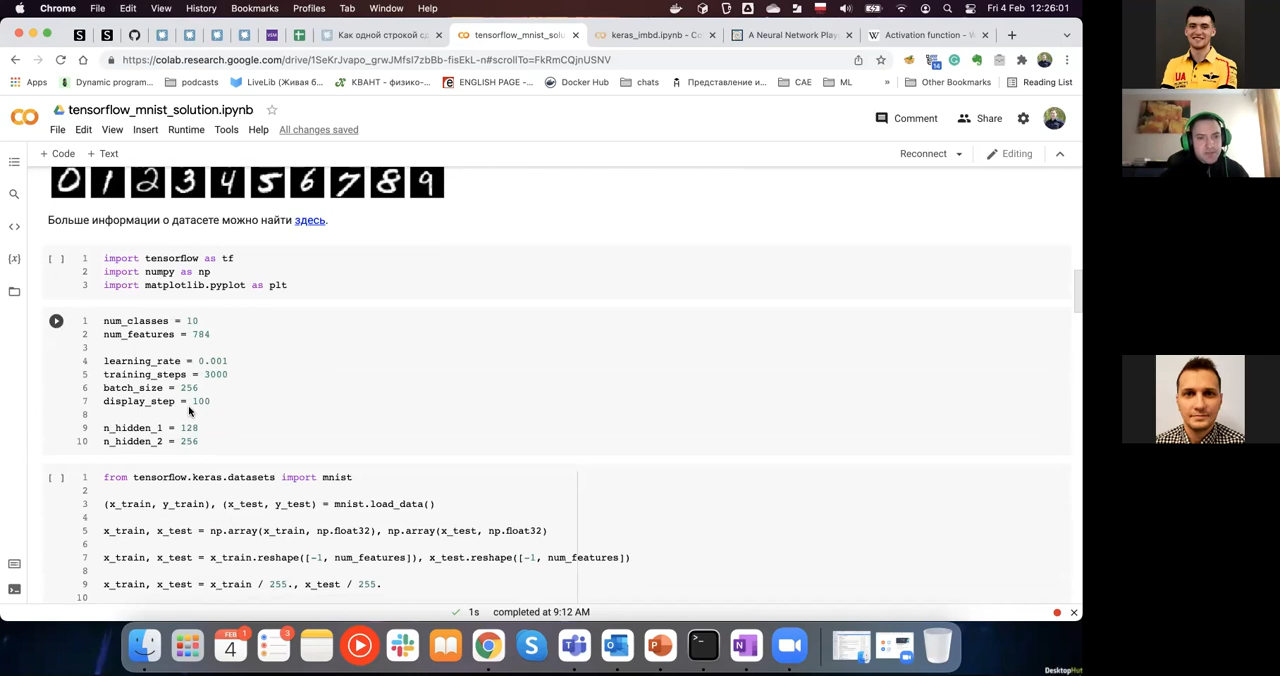 Chrome File Edit View History Bookmarks Profiles Tab Window Help Fri 4 Feb 12:26:01
Как одной строкой с tensorflow_mnist_solu keras_imbd.ipynb - Co A Neural Network Play Activation function - W
https://colab.research.google.com/drive/1SeKrJvapo_grwJMfsI7zbBb-fisEkL-n#scrollTo=FkRmCQjnUSNV
Apps Dynamic program... podcasts LiveLib (Живая б... КВАНТ - физико-... ENGLISH PAGE -... Docker Hub chats Представление и... CAE ML » Other Bookmarks Reading List
tensorflow_mnist_solution.ipynb
Comment Share
File Edit View Insert Runtime Tools Help All changes saved
+ Code + Text Reconnect Editing
0 1 2 3 4 5 6 7 8 9
Больше информации о датасете можно найти здесь.
[ ] 1 import tensorflow as tf
2 import numpy as np
3 import matplotlib.pyplot as plt
1 num_classes = 10
2 num_features = 784
3
4 learning_rate = 0.001
5 training_steps = 3000
6 batch_size = 256
7 display_step = 100
8
9 n_hidden_1 = 128
10 n_hidden_2 = 256
[ ] 1 from tensorflow.keras.datasets import mnist
2
3 (x_train, y_train), (x_test, y_test) = mnist.load_data()
4
5 x_train, x_test = np.array(x_train, np.float32), np.array(x_test, np.float32)
6
7 x_train, x_test = x_train.reshape([-1, num_features]), x_test.reshape([-1, num_features])
8
9 x_train, x_test = x_train / 255., x_test / 255.
10
1s completed at 9:12 AM
FEB
4
1
3
DesktopHut
UA